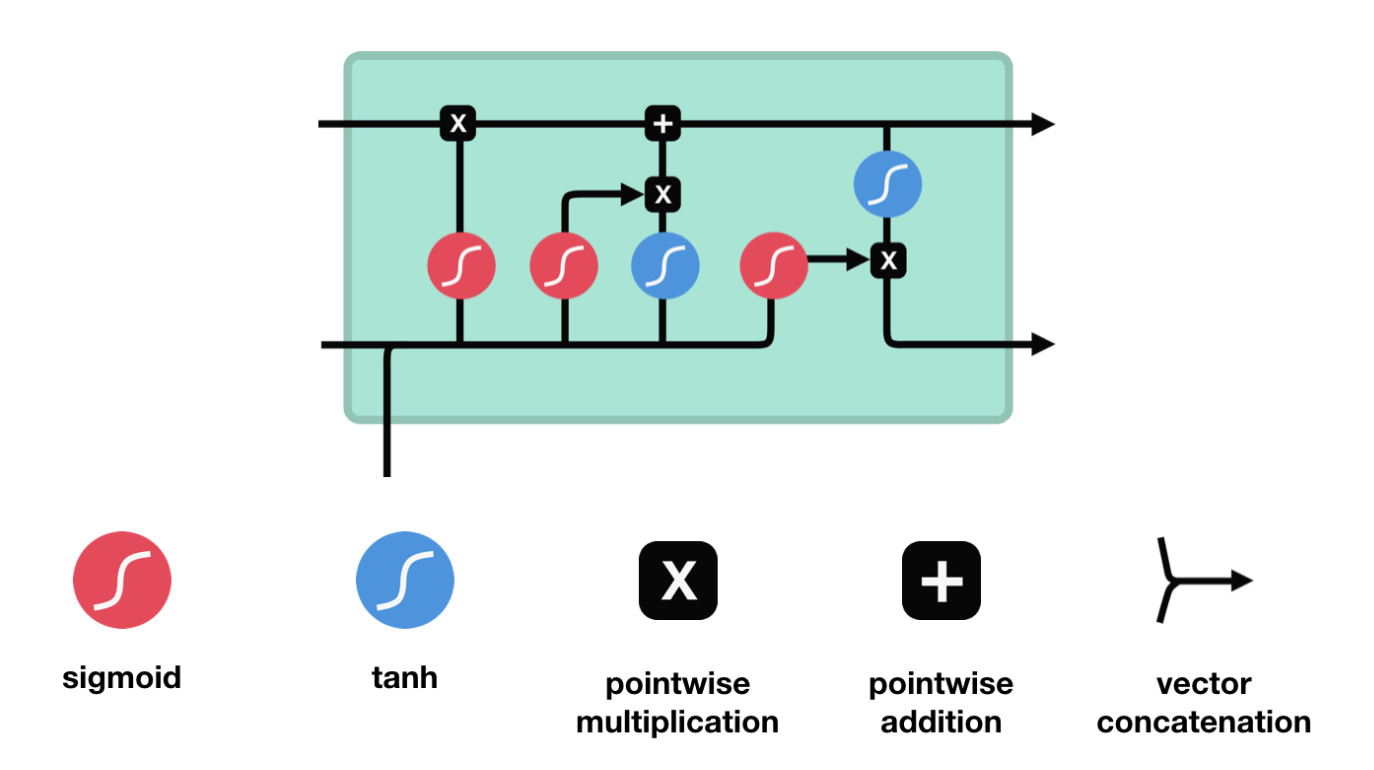 X
+
X
X
X
+
sigmoid
tanh
pointwise
multiplication
pointwise
addition
vector
concatenation